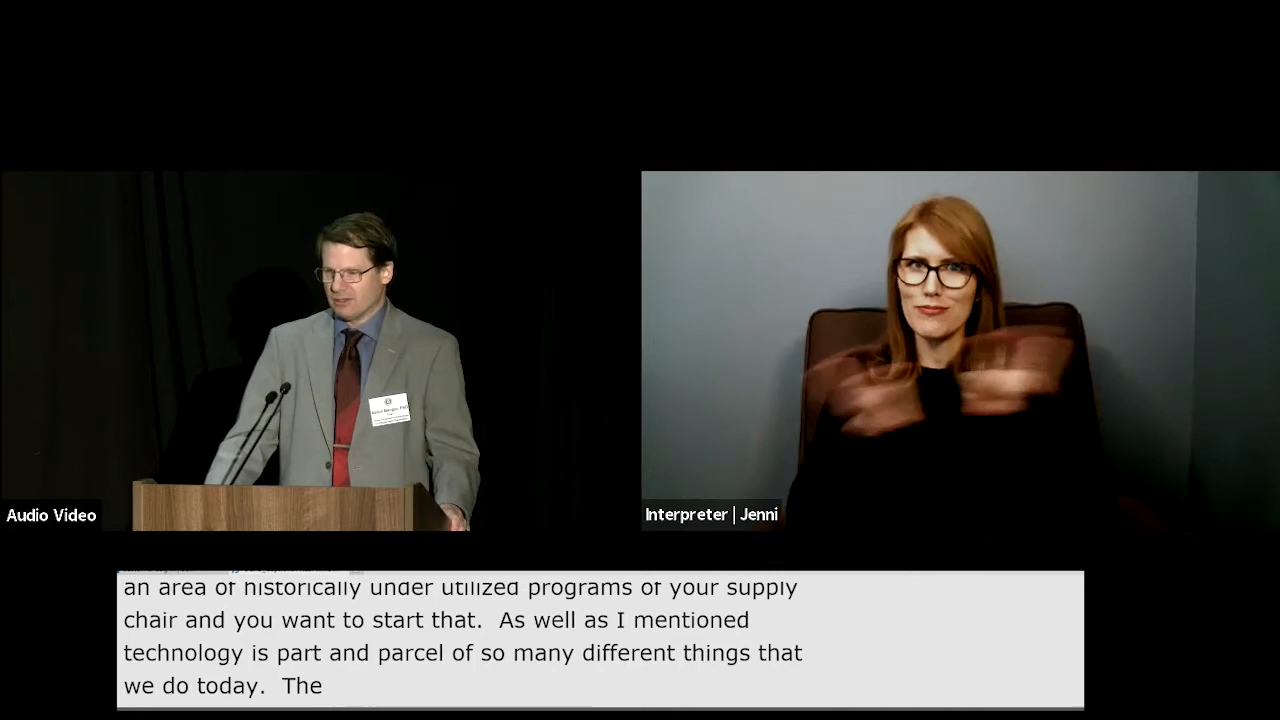 Audio Video
Interpreter | Jenni
an area of historically under utilized programs of your supply
chair and you want to start that.  As well as I mentioned
technology is part and parcel of so many different things that
we do today.  The